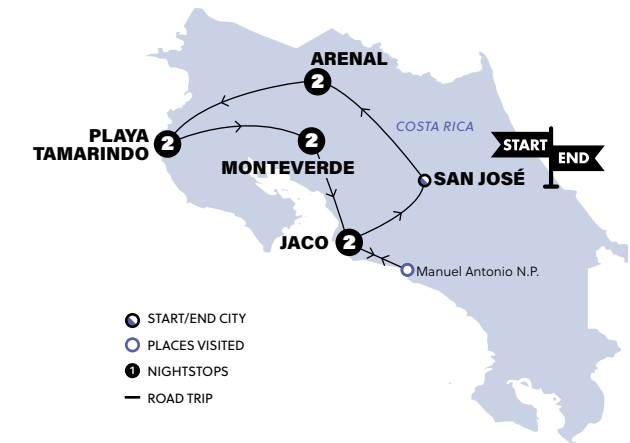 ARENAL
2
COSTA RICA
PLAYA
TAMARINDO
2
2
MONTEVERDE
START
END
SAN JOSÉ
JACO
2
Manuel Antonio N.P.
START/END CITY
PLACES VISITED
1 NIGHTSTOPS
ROAD TRIP